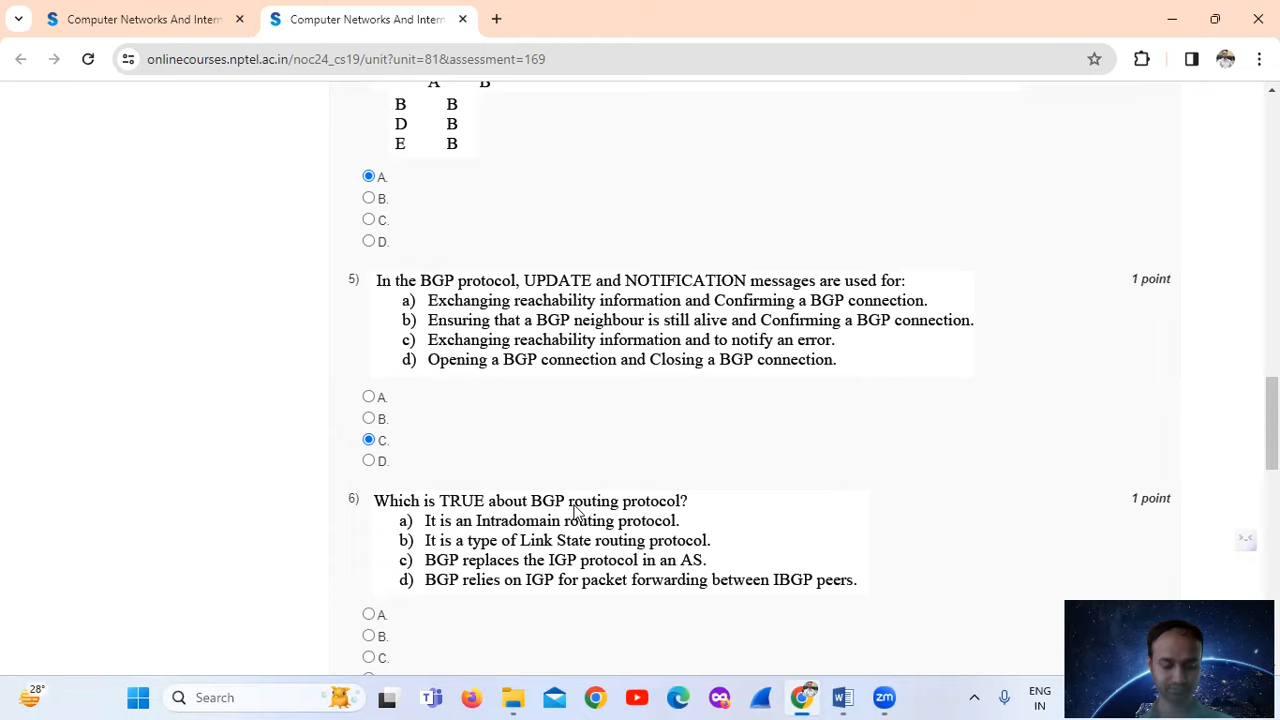 Computer Networks And Intern
Computer Networks And Intern
onlinecourses.nptel.ac.in/noc24_cs19/unit?unit=81&assessment=169
A B
B B
D B
E B
A.
B.
C.
D.
5) In the BGP protocol, UPDATE and NOTIFICATION messages are used for: 1 point
a) Exchanging reachability information and Confirming a BGP connection.
b) Ensuring that a BGP neighbour is still alive and Confirming a BGP connection.
c) Exchanging reachability information and to notify an error.
d) Opening a BGP connection and Closing a BGP connection.
A.
B.
C.
D.
6) Which is TRUE about BGP routing protocol? 1 point
a) It is an Intradomain routing protocol.
b) It is a type of Link State routing protocol.
c) BGP replaces the IGP protocol in an AS.
d) BGP relies on IGP for packet forwarding between IBGP peers.
A.
B.
C.
28°
Search
ENG
IN